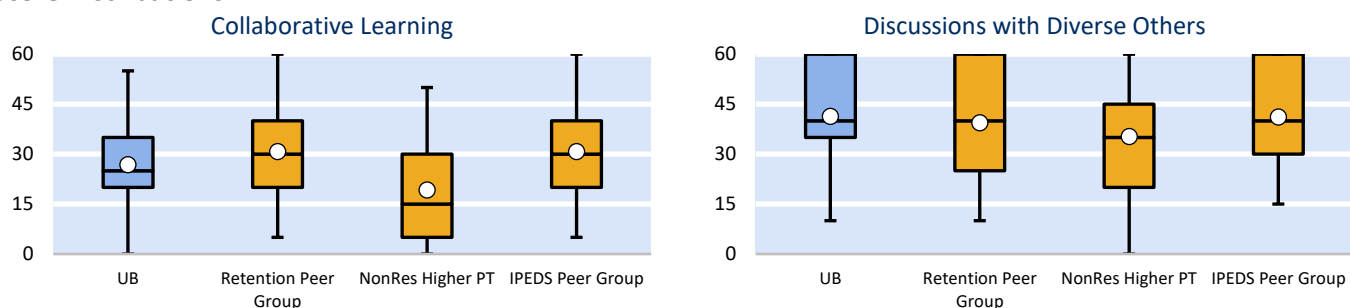 Collaborative Learning
60
45
30
15
0
UB
Retention Peer
Group
NonRes Higher PT
IPEDS Peer Group
Discussions with Diverse Others
60
45
30
15
0
UB
Retention Peer
Group
NonRes Higher PT
IPEDS Peer Group